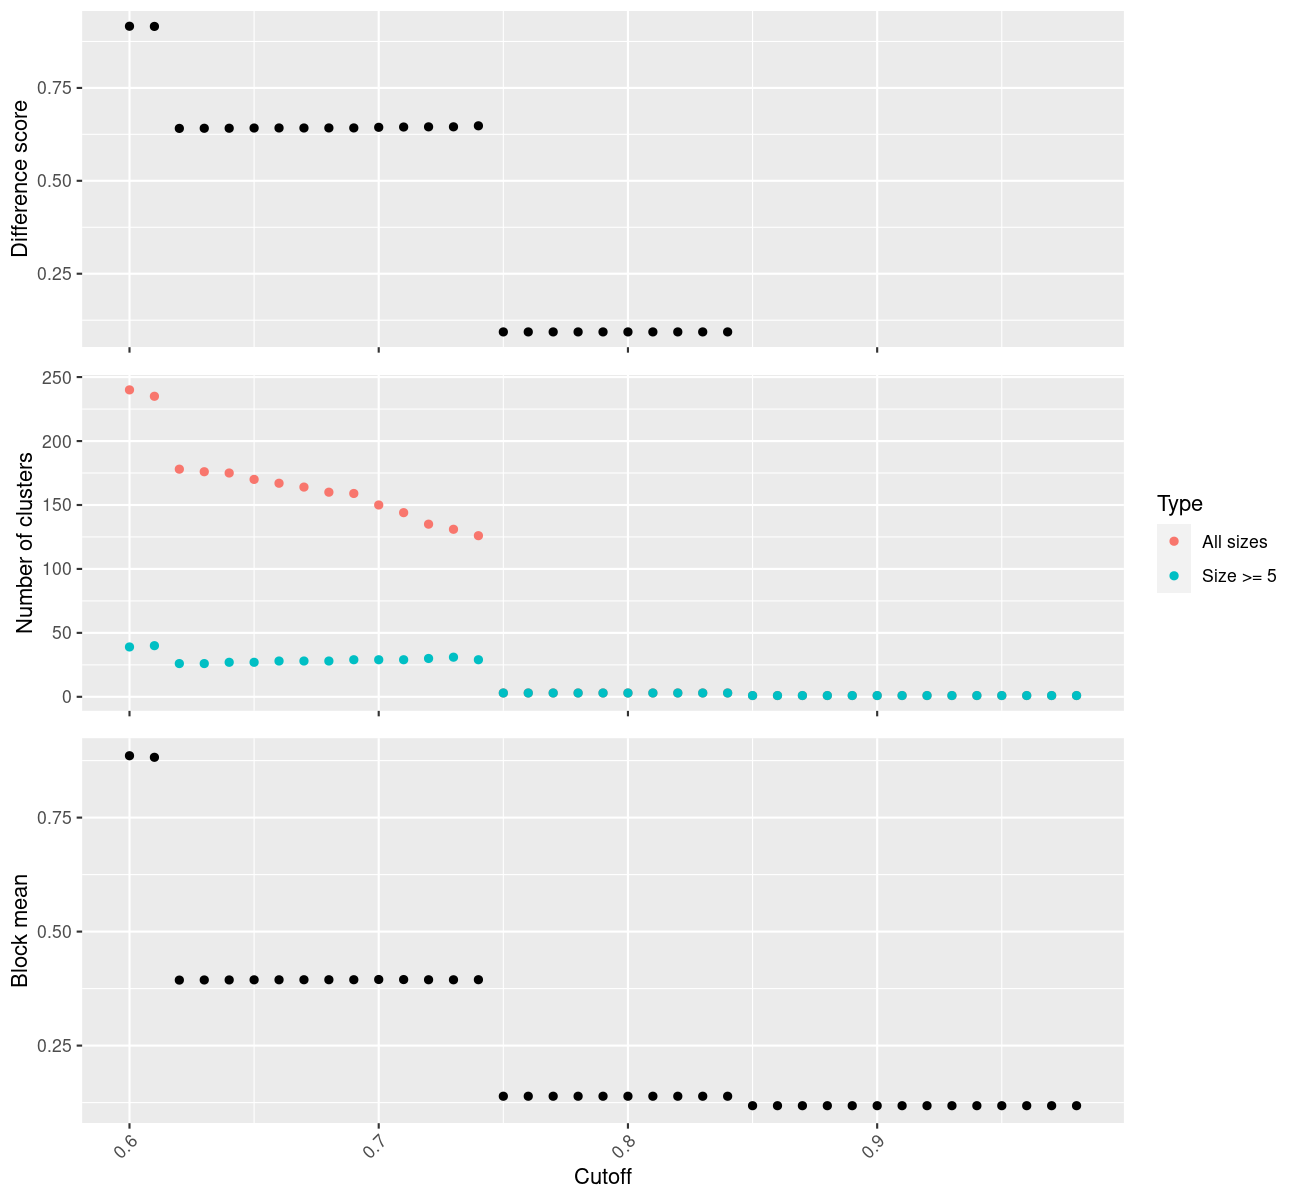 Difference score
0.75
0.50
0.25
Number of clusters
250
200
150
100
50
0
Type
All sizes
Size >= 5
Block mean
0.75
0.50
0.25
0.6 0.7 0.8 0.9
Cutoff